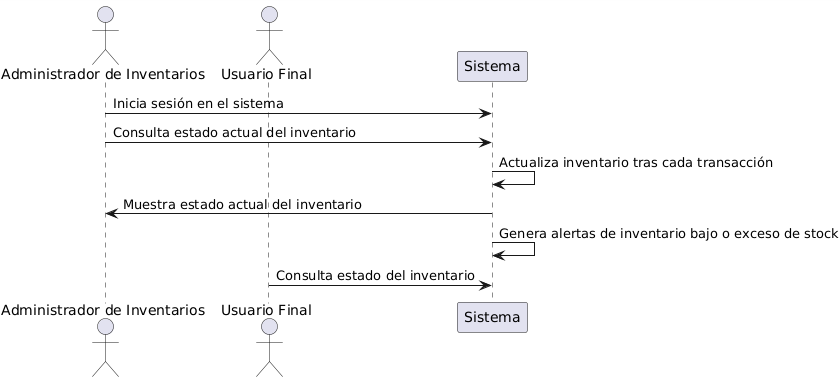 Administrador de Inventarios
Usuario Final
Sistema
Inicia sesión en el sistema
Consulta estado actual del inventario
Actualiza inventario tras cada transacción
Muestra estado actual del inventario
Genera alertas de inventario bajo o exceso de stock
Consulta estado del inventario
Administrador de Inventarios
Usuario Final
Sistema